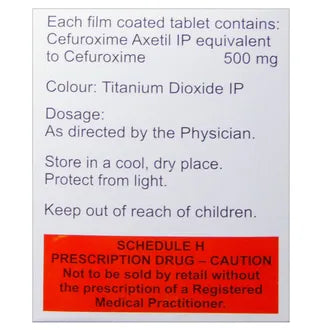 Each film coated tablet contains:
Cefuroxime Axetil IP equivalent
to Cefuroxime 500 mg
Colour: Titanium Dioxide IP
Dosage:
As directed by the Physician.
Store in a cool, dry place.
Protect from light.
Keep out of reach of children.
SCHEDULE H
PRESCRIPTION DRUG – CAUTION
Not to be sold by retail without
the prescription of a Registered
Medical Practitioner.